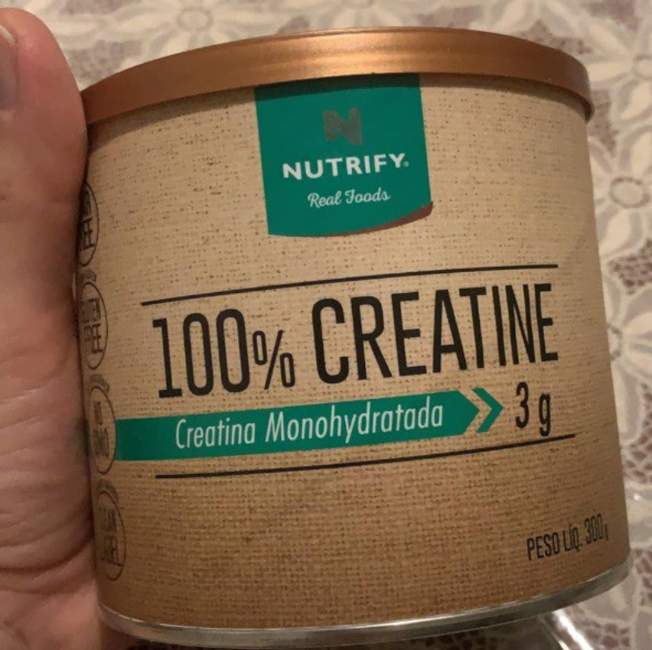 N
NUTRIFY®
Real Foods
100% CREATINE
Creatina Monohydratada
3 g
PESO LÍQ. 300g